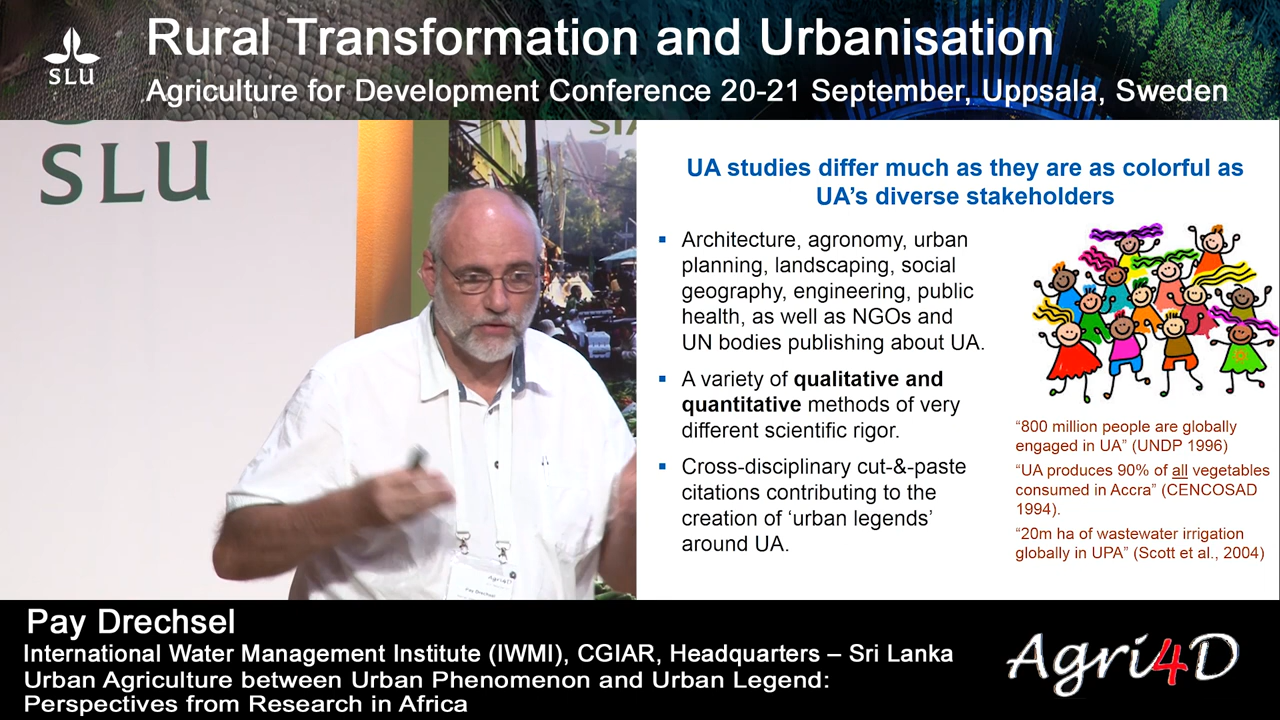 Rural Transformation and Urbanisation
SLU
Agriculture for Development Conference 20-21 September, Uppsala, Sweden
SLU
UA studies differ much as they are as colorful as
UA's diverse stakeholders
▪ Architecture, agronomy, urban
planning, landscaping, social
geography, engineering, public
health, as well as NGOs and
UN bodies publishing about UA.
▪ A variety of qualitative and
quantitative methods of very
different scientific rigor.
▪ Cross-disciplinary cut-&-paste
citations contributing to the
creation of ‘urban legends’
around UA.
“800 million people are globally
engaged in UA” (UNDP 1996)
“UA produces 90% of all vegetables
consumed in Accra” (CENCOSAD
1994).
“20m ha of wastewater irrigation
globally in UPA” (Scott et al., 2004)
Agri4D
Pay Drechsel
Pay Drechsel
International Water Management Institute (IWMI), CGIAR, Headquarters – Sri Lanka
Urban Agriculture between Urban Phenomenon and Urban Legend:
Perspectives from Research in Africa
Agri4D